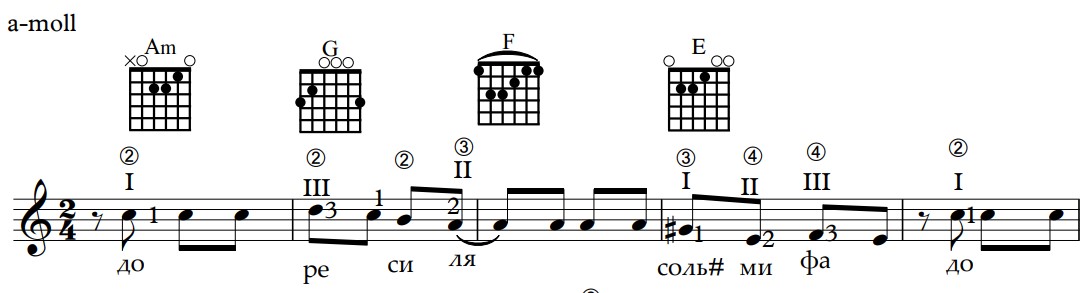 a-moll
Am G F E
② ② ② ③ ③ ④ ④ ②
I III II I II III I
2 4 1 3 1 2 1 2 3 1
до ре си ля соль# ми фа до